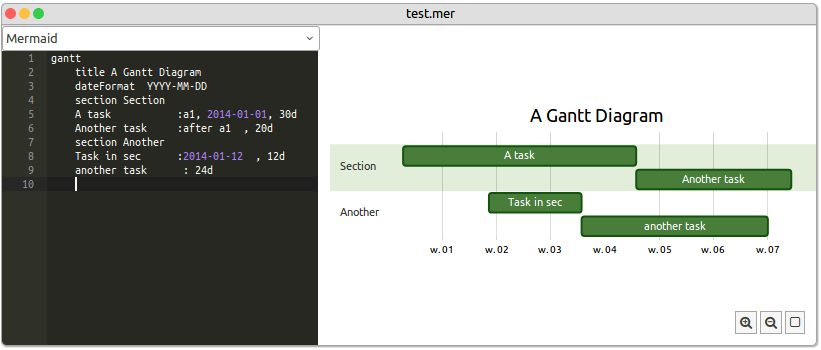 test.mer
Mermaid
1 gantt
2 title A Gantt Diagram
3 dateFormat  YYYY-MM-DD
4 section Section
5 A task           :a1, 2014-01-01, 30d
6 Another task     :after a1  , 20d
7 section Another
8 Task in sec      :2014-01-12  , 12d
9 another task      : 24d
10
A Gantt Diagram
Section
A task
Another task
Another
Task in sec
another task
w. 01 w. 02 w. 03 w. 04 w. 05 w. 06 w. 07